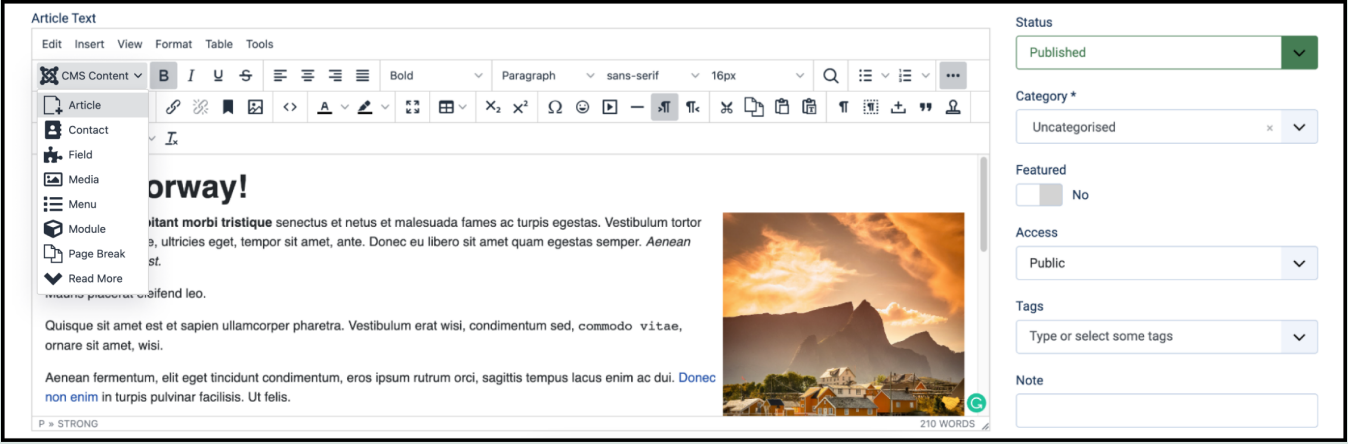 Article Text
Edit Insert View Format Table Tools
CMS Content Bold Paragraph sans-serif 16px
Article
Contact
Field
Media
Menu
Module
Page Break
Read More
orway!
itant morbi tristique senectus et netus et malesuada fames ac turpis egestas. Vestibulum tortor
e, ultricies eget, tempor sit amet, ante. Donec eu libero sit amet quam egestas semper. Aenean
st.
Mauris placerat eleifend leo.
Quisque sit amet est et sapien ullamcorper pharetra. Vestibulum erat wisi, condimentum sed, commodo vitae,
ornare sit amet, wisi.
Aenean fermentum, elit eget tincidunt condimentum, eros ipsum rutrum orci, sagittis tempus lacus enim ac dui. Donec
non enim in turpis pulvinar facilisis. Ut felis.
P » STRONG 210 WORDS
Status
Published
Category *
Uncategorised ×
Featured
No
Access
Public
Tags
Type or select some tags
Note